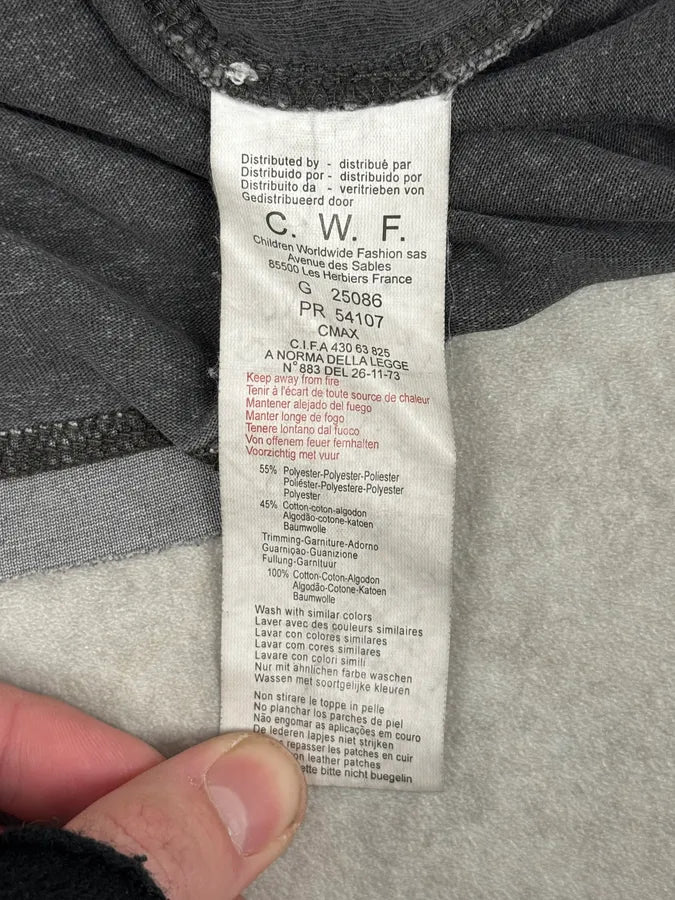 Distributed by - distribué par
Distribuido por - distribuido por
Distribuito da - veritrieben von
Gedistribueerd door
C. W. F.
Children Worldwide Fashion sas
Avenue des Sables
85500 Les Herbiers France
G 25086
PR 54107
CMAX
C.I.F.A 430 63 825
A NORMA DELLA LEGGE
N° 883 DEL 26-11-73
Keep away from fire
Tenir à l'écart de toute source de chaleur
Mantener alejado del fuego
Manter longe de fogo
Tenere lontano dal fuoco
Von offenem feuer fernhalten
Voorzichtig met vuur
55% Polyester-Polyester-Poliester
Poliéster-Polyestere-Polyester
Polyester
45% Cotton-coton-algodon
Algodão-cotone-katoen
Baumwolle
Trimming-Garniture-Adorno
Guarniçao-Guanizione
Fullung-Garnituur
100% Cotton-Coton-Algodon
Algodão-Cotone-Katoen
Baumwolle
Wash with similar colors
Laver avec des couleurs similaires
Lavar con colores similares
Lavar com cores similares
Lavare con colori simili
Nur mit ähnlichen farbe waschen
Wassen met soortgelijke kleuren
Non stirare le toppe in pelle
No planchar los parches de piel
Não engomar as aplicações em couro
De lederen lapjes niet strijken
repasser les patches en cuir
on leather patches
bitte nicht buegelin